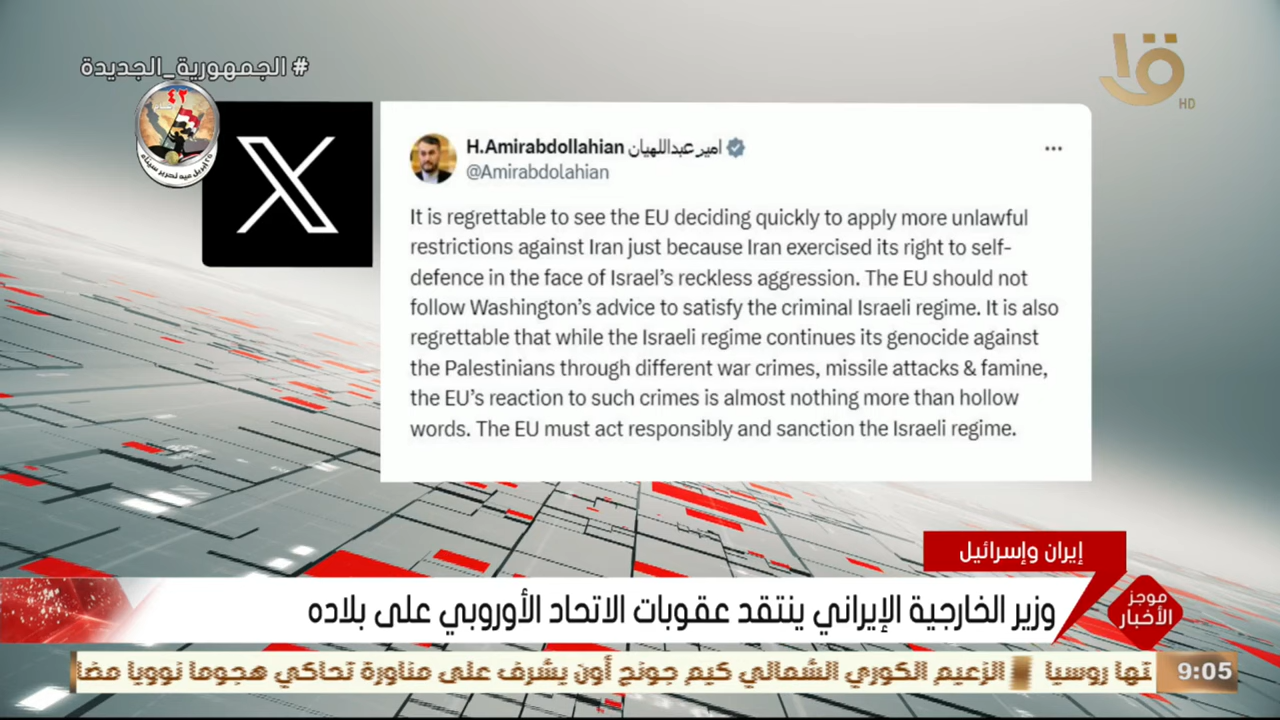 # الجمهورية_الجديدة
HD
٤٢
٢٥ ابريل عيد تحرير سيناء
H.Amirabdollahian امیرعبداللهیان
@Amirabdolahian
It is regrettable to see the EU deciding quickly to apply more unlawful
restrictions against Iran just because Iran exercised its right to self-
defence in the face of Israel's reckless aggression. The EU should not
follow Washington's advice to satisfy the criminal Israeli regime. It is also
regrettable that while the Israeli regime continues its genocide against
the Palestinians through different war crimes, missile attacks & famine,
the EU's reaction to such crimes is almost nothing more than hollow
words. The EU must act responsibly and sanction the Israeli regime.
إيران وإسرائيل
موجز
الأخبار
وزير الخارجية الإيراني ينتقد عقوبات الاتحاد الأوروبي على بلاده
روسيا الزعيم الكوري الشمالي كيم جونج أون يشرف على مناورة تحاكي هجوما نوويا
9:05